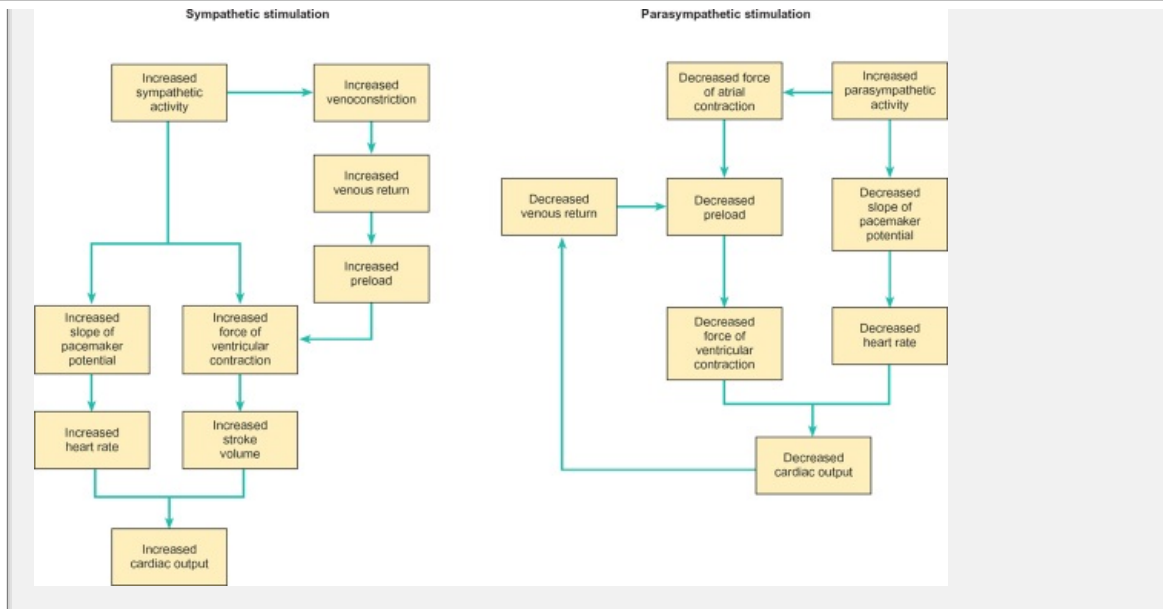 Sympathetic stimulation
Increased
sympathetic
activity
Increased
venoconstriction
Increased
venous return
Increased
preload
Increased
slope of
pacemaker
potential
Increased
force of
ventricular
contraction
Increased
heart rate
Increased
stroke
volume
Increased
cardiac output
Parasympathetic stimulation
Decreased force
of atrial
contraction
Increased
parasympathetic
activity
Decreased
venous return
Decreased
preload
Decreased
slope of
pacemaker
potential
Decreased
force of
ventricular
contraction
Decreased
heart rate
Decreased
cardiac output